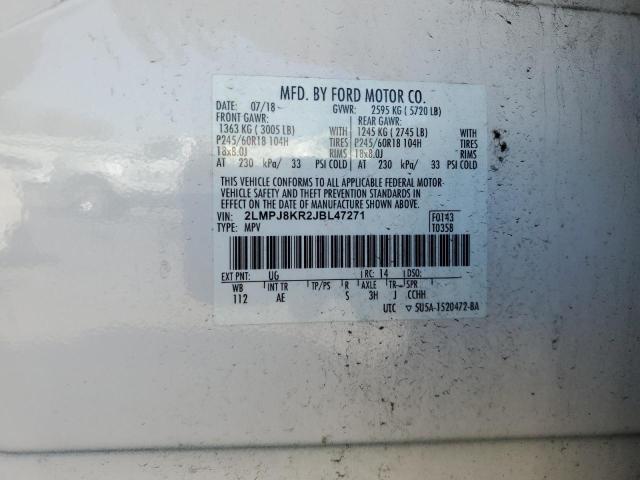 MFD. BY FORD MOTOR CO.
DATE: 07/18 GVWR: 2595 KG ( 5720 LB)
FRONT GAWR: REAR GAWR:
1363 KG ( 3005 LB) WITH 1245 KG ( 2745 LB) WITH
P245/60R18 104H TIRES P245/60R18 104H TIRES
18x8.0J RIMS 18x8.0J RIMS
AT 230 kPa/ 33 PSI COLD AT 230 kPa/ 33 PSI COLD
THIS VEHICLE CONFORMS TO ALL APPLICABLE FEDERAL MOTOR
VEHICLE SAFETY AND THEFT PREVENTION STANDARDS IN
EFFECT ON THE DATE OF MANUFACTURE SHOWN ABOVE.
VIN: 2LMPJ8KR2JBL47271 F0143
TYPE: MPV T0358
EXT PNT: UG RC: 14 DSO:
WB INT TR TP/PS R AXLE TR SPR
112 AE S 3H J CCHH
UTC ▽ 5U5A-1520472-BA